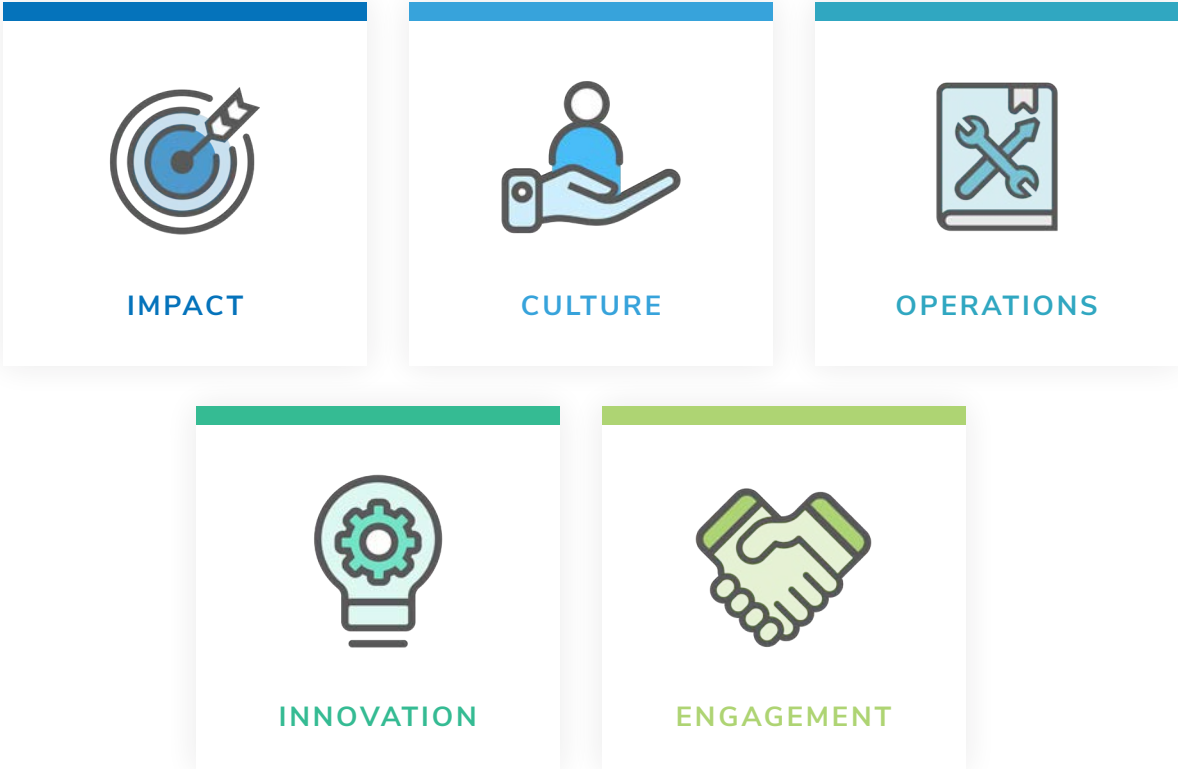 IMPACT
CULTURE
OPERATIONS
INNOVATION
ENGAGEMENT